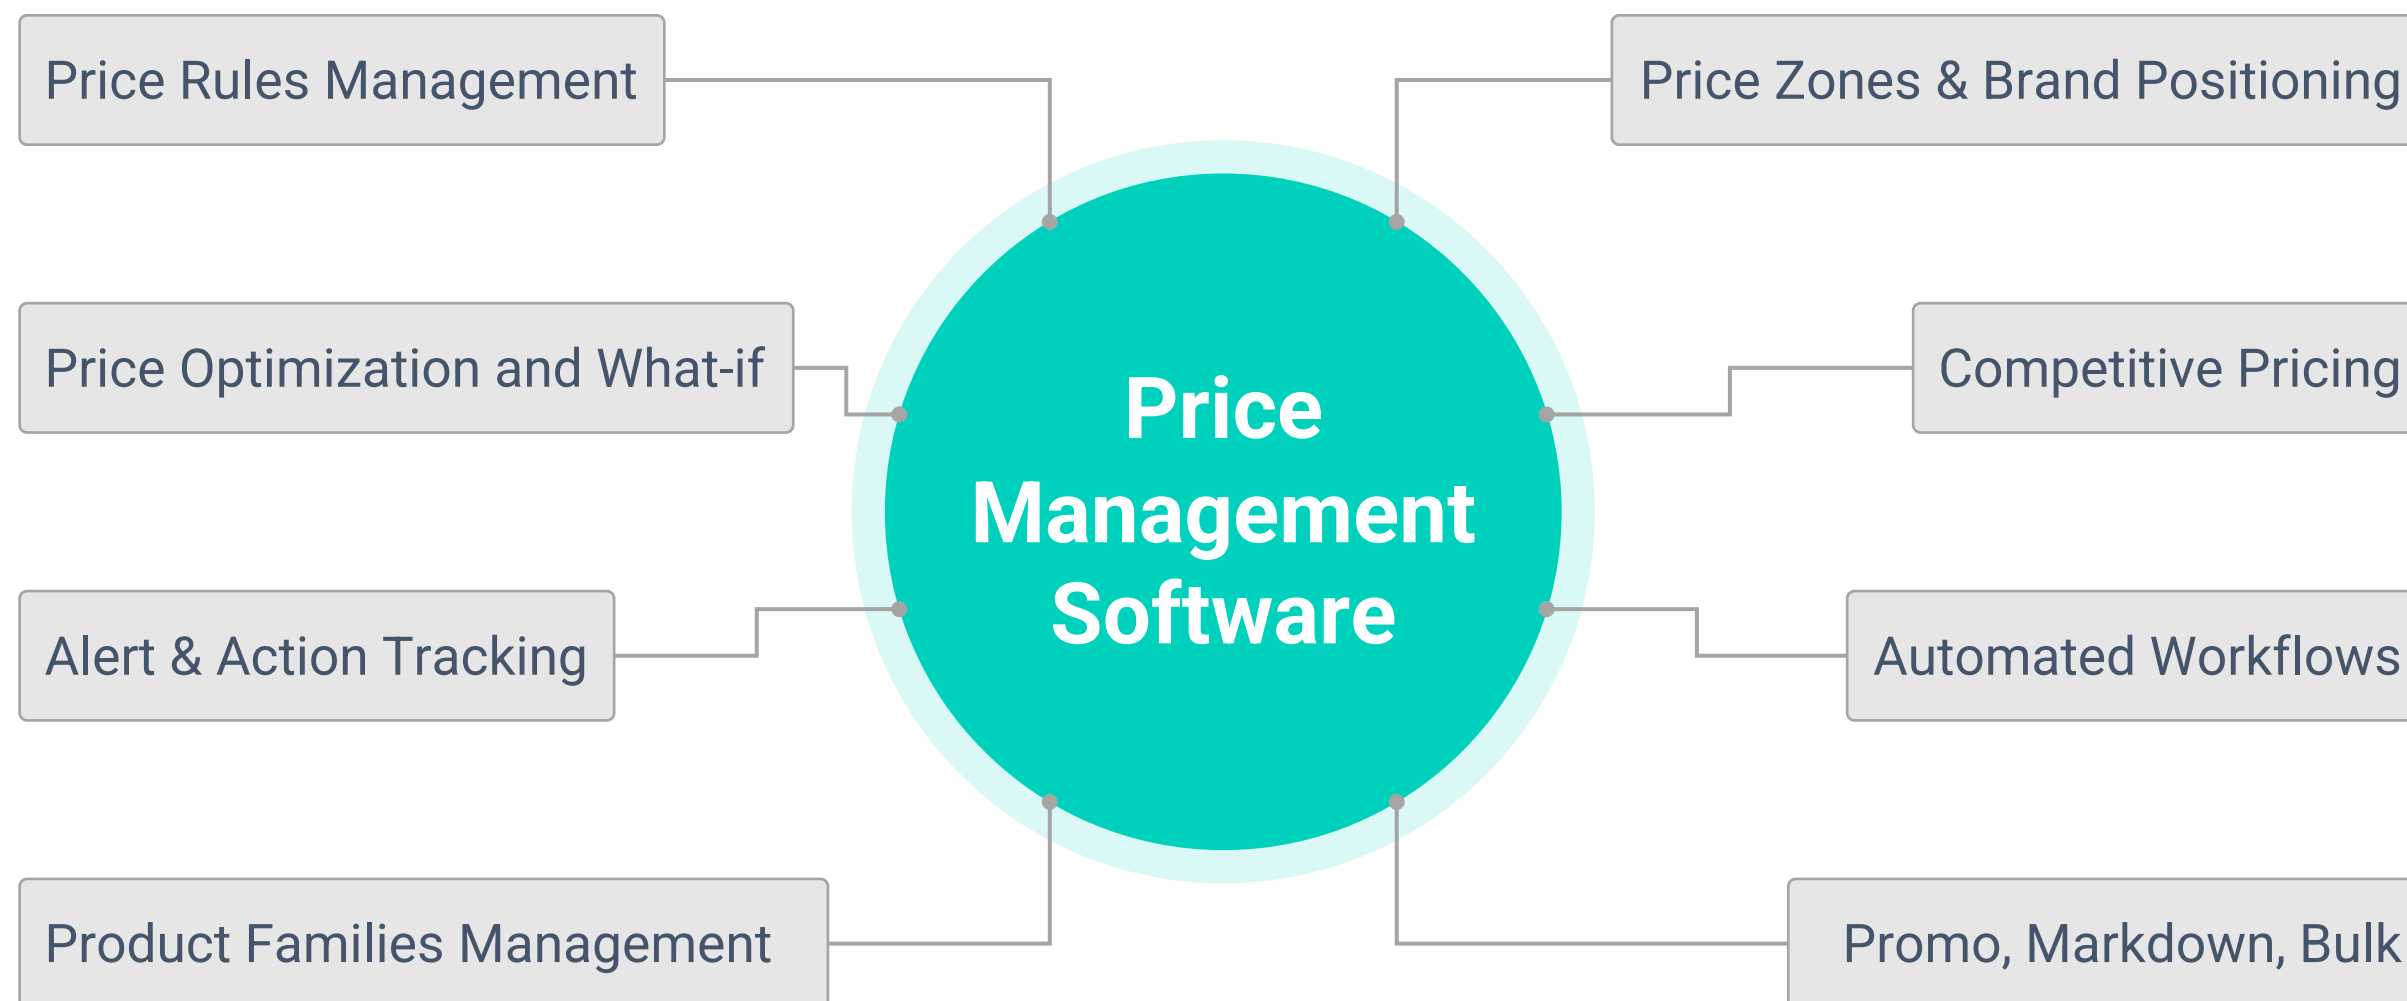 Price Rules Management
Price Zones & Brand Positioning
Price Optimization and What-if
Competitive Pricing
Price
Management
Software
Alert & Action Tracking
Automated Workflows
Product Families Management
Promo, Markdown, Bulk